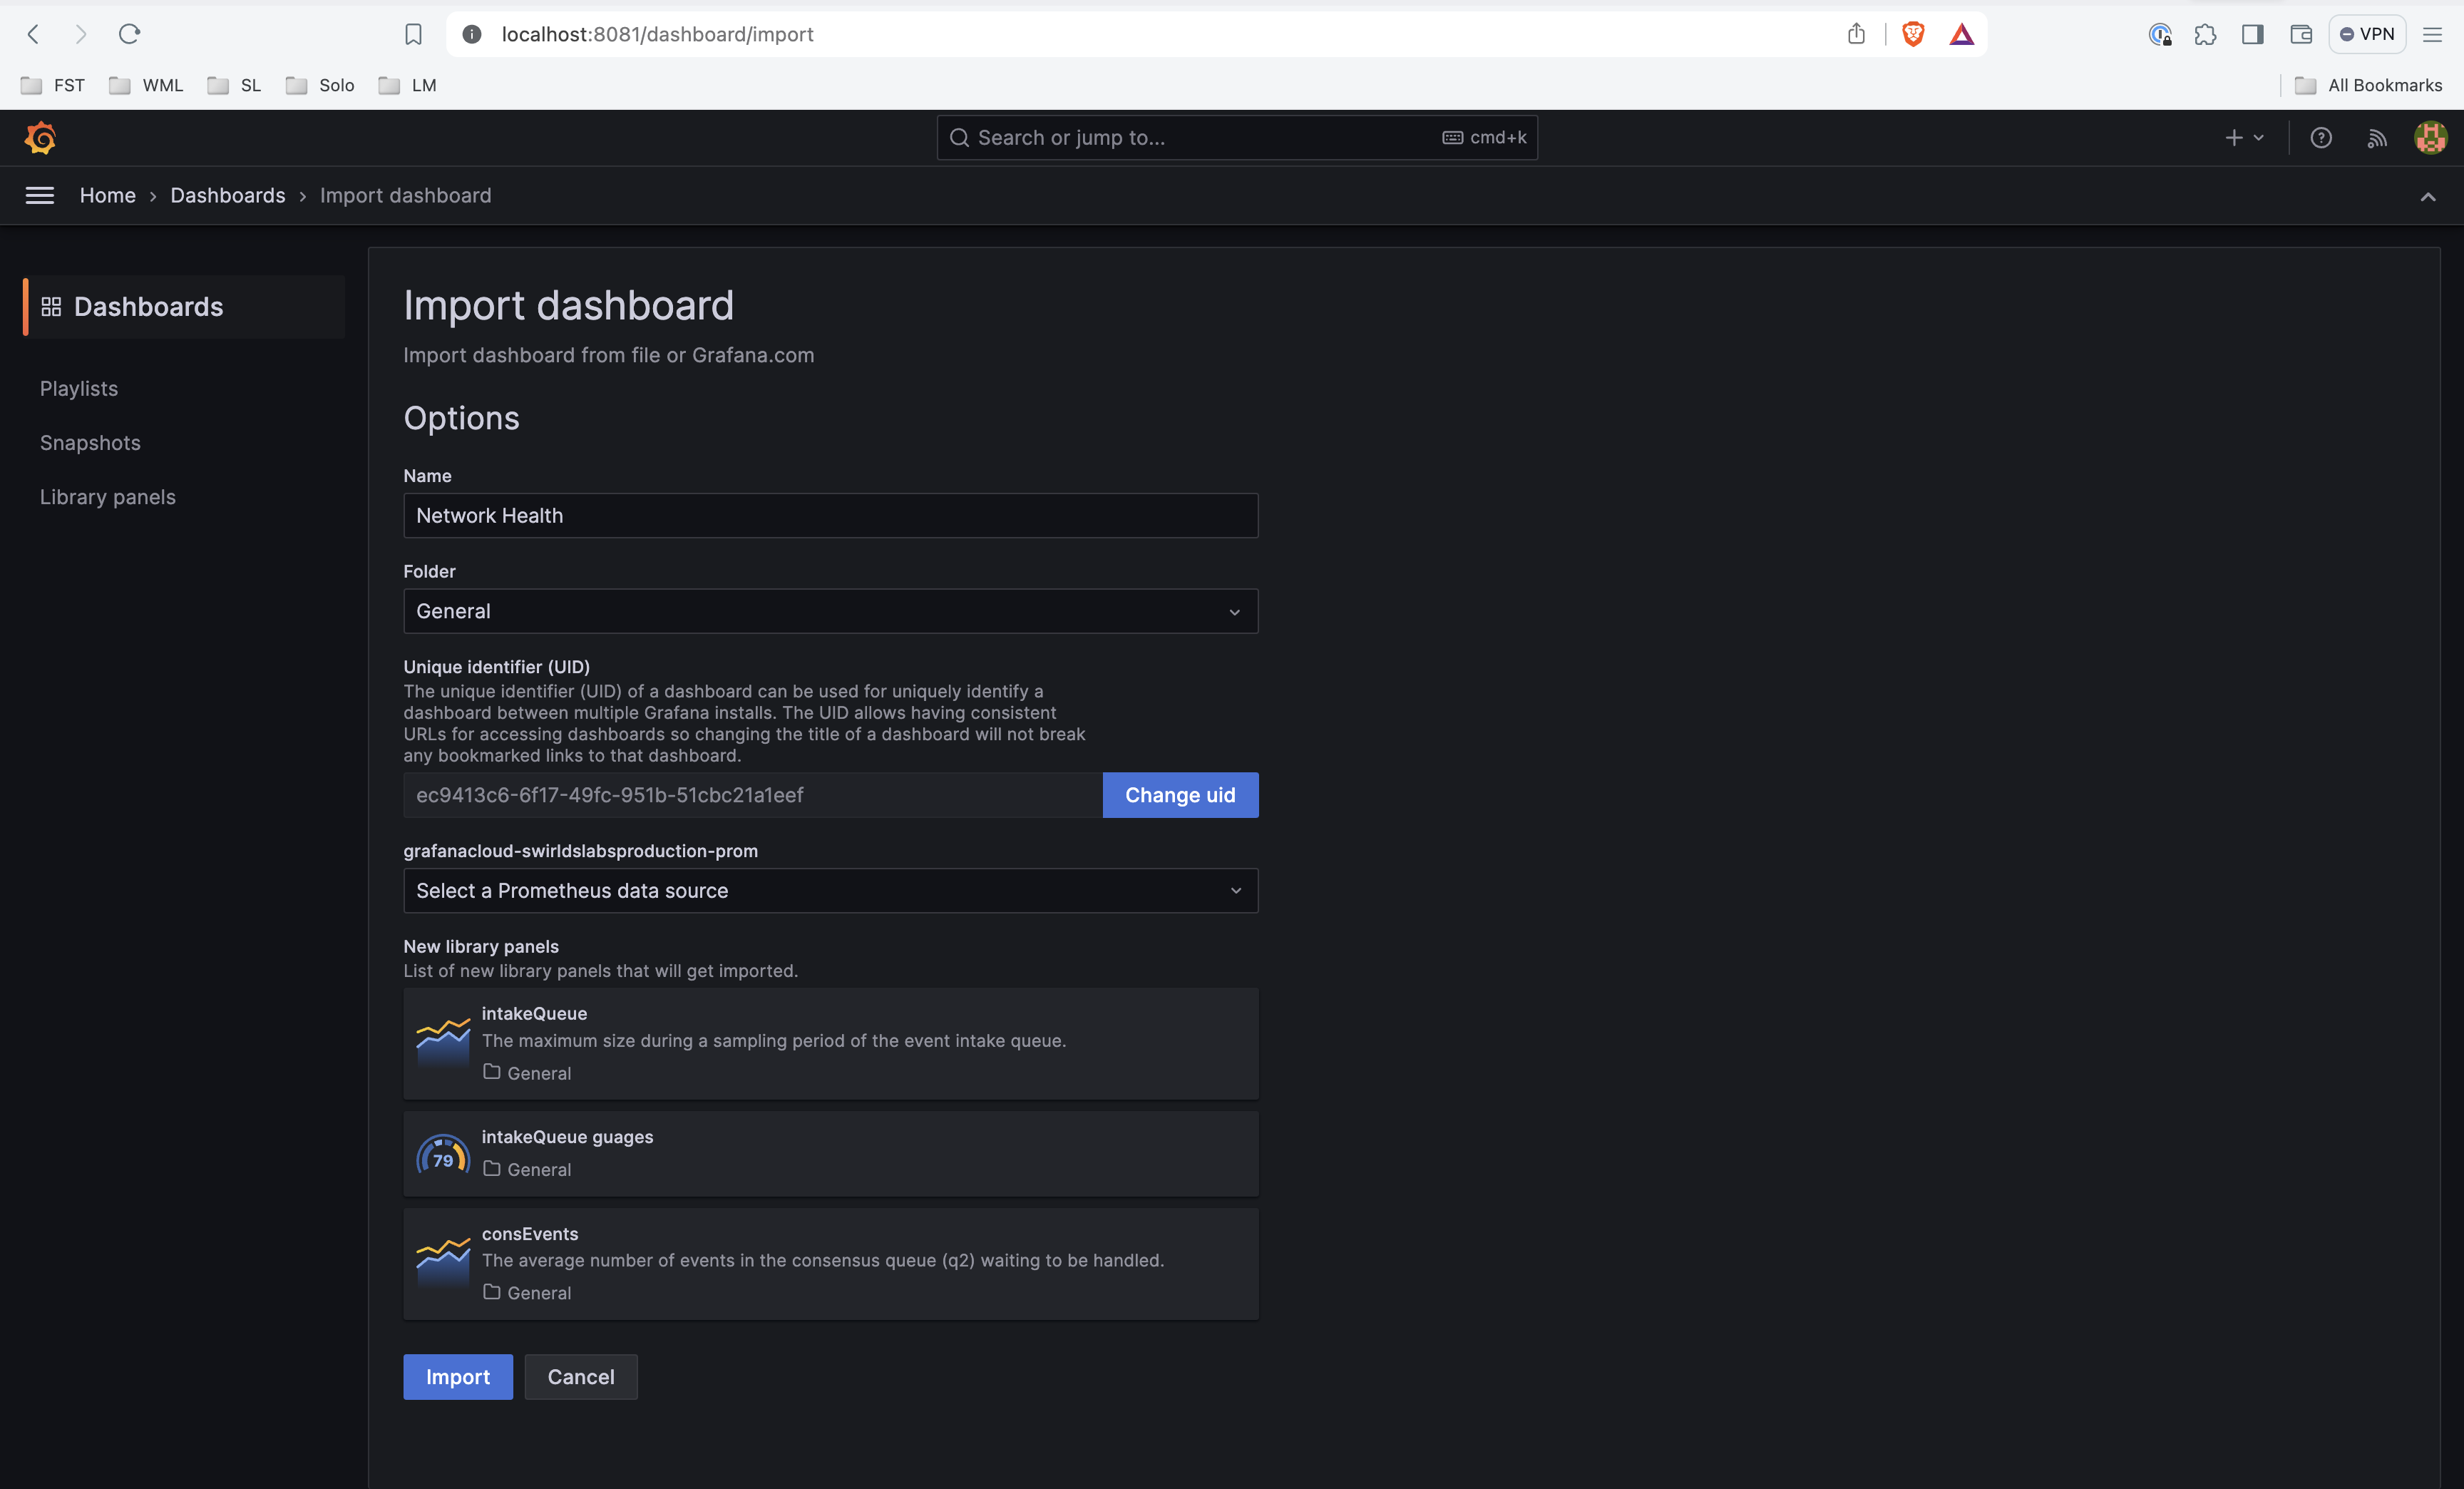 localhost:8081/dashboard/import
VPN
FST WML SL Solo LM All Bookmarks
Search or jump to... cmd+k
Home › Dashboards › Import dashboard
Dashboards
Playlists
Snapshots
Library panels
Import dashboard
Import dashboard from file or Grafana.com
Options
Name
Network Health
Folder
General
Unique identifier (UID)
The unique identifier (UID) of a dashboard can be used for uniquely identify a
dashboard between multiple Grafana installs. The UID allows having consistent
URLs for accessing dashboards so changing the title of a dashboard will not break
any bookmarked links to that dashboard.
ec9413c6-6f17-49fc-951b-51cbc21a1eef Change uid
grafanacloud-swirldslabsproduction-prom
Select a Prometheus data source
New library panels
List of new library panels that will get imported.
intakeQueue
The maximum size during a sampling period of the event intake queue.
General
intakeQueue guages
79
General
consEvents
The average number of events in the consensus queue (q2) waiting to be handled.
General
Import Cancel